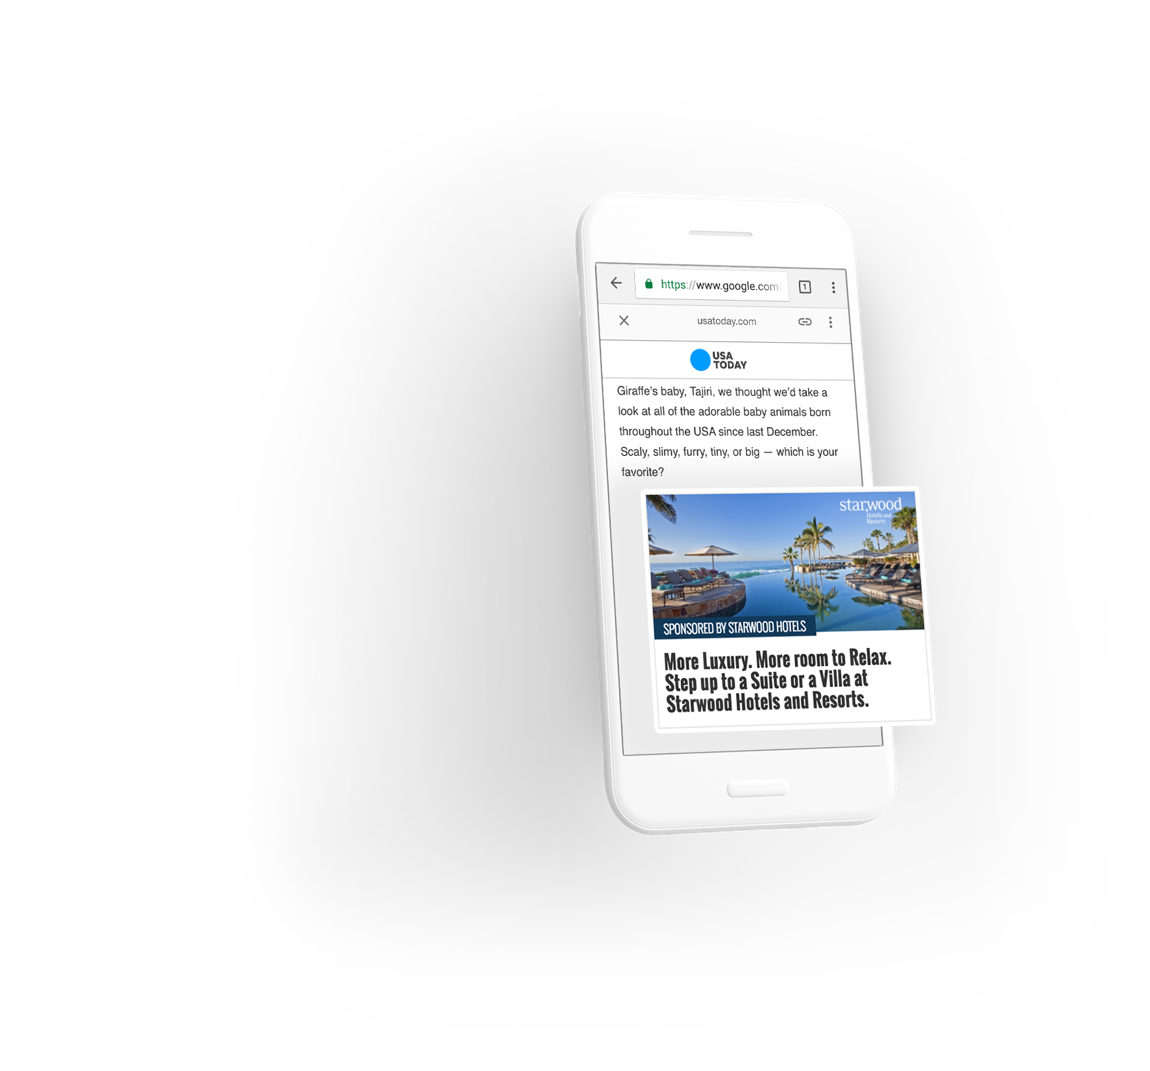 https://www.google.com/
1
usatoday.com
USA
TODAY
Giraffe's baby, Tajiri, we thought we'd take a
look at all of the adorable baby animals born
throughout the USA since last December.
Scaly, slimy, furry, tiny, or big — which is your
favorite?
starwood
Hotels and
Resorts
SPONSORED BY STARWOOD HOTELS
More Luxury. More room to Relax.
Step up to a Suite or a Villa at
Starwood Hotels and Resorts.